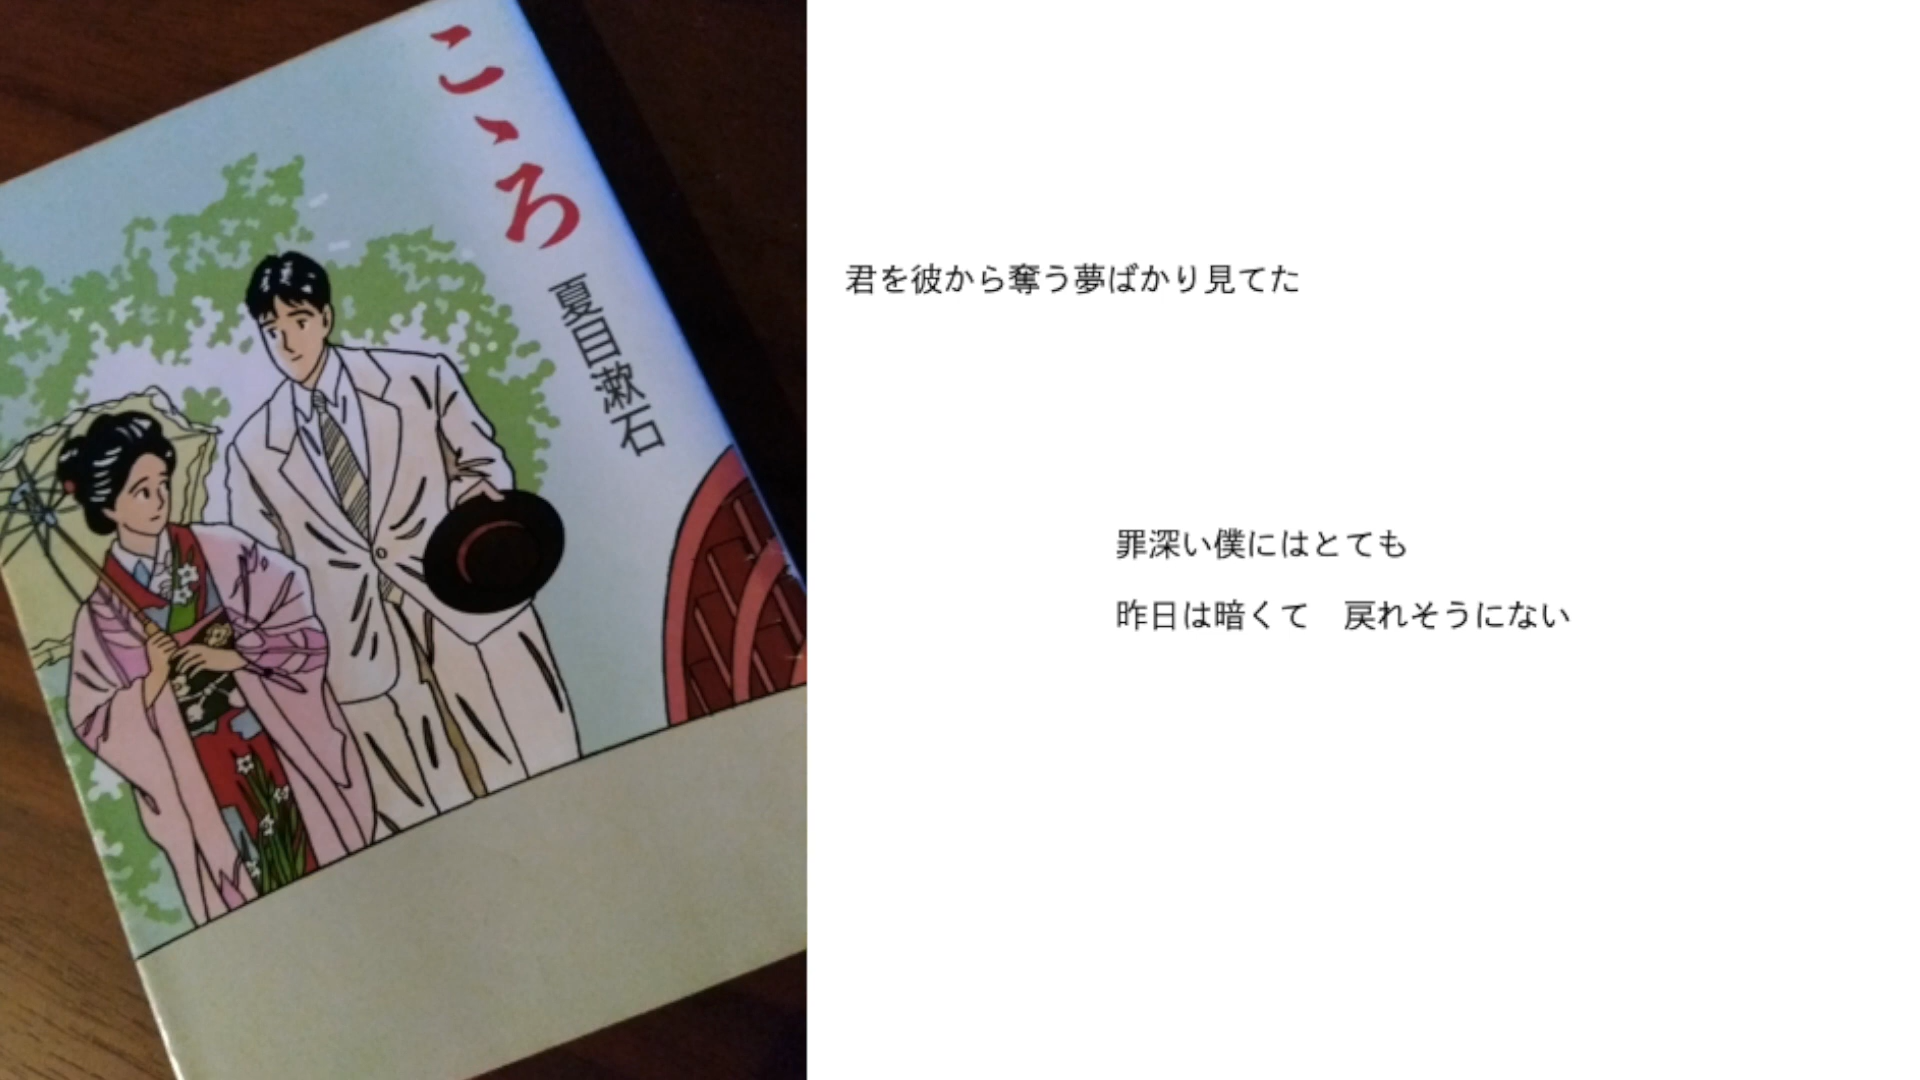 こゝろ
夏目漱石
君を彼から奪う夢ばかり見てた
罪深い僕にはとても
昨日は暗くて　戻れそうにない